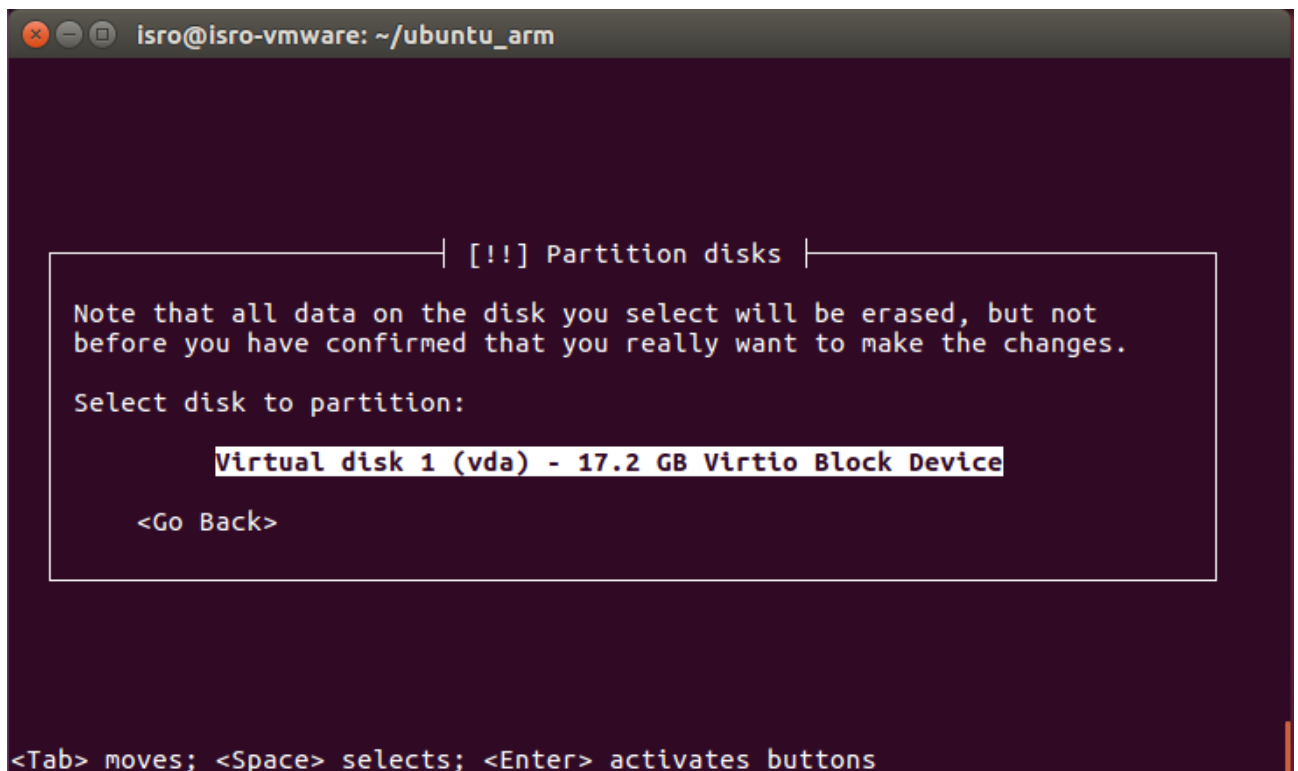 isro@isro-vmware: ~/ubuntu_arm
[!!] Partition disks
Note that all data on the disk you select will be erased, but not
before you have confirmed that you really want to make the changes.
Select disk to partition:
Virtual disk 1 (vda) - 17.2 GB Virtio Block Device
<Go Back>
<Tab> moves; <Space> selects; <Enter> activates buttons